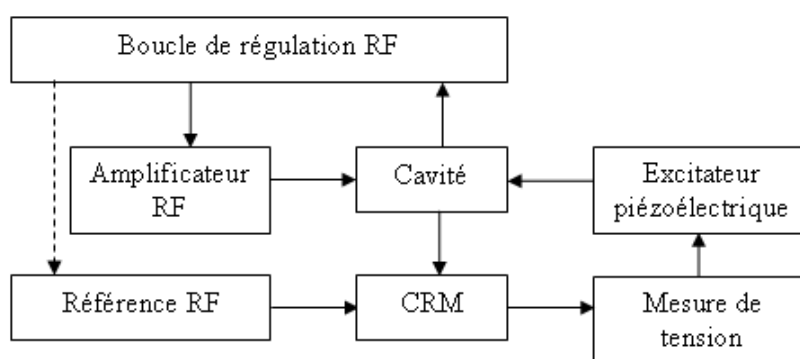 Boucle de régulation RF
Amplificateur
RF
Cavité
Excitateur
piézoélectrique
Référence RF
CRM
Mesure de
tension